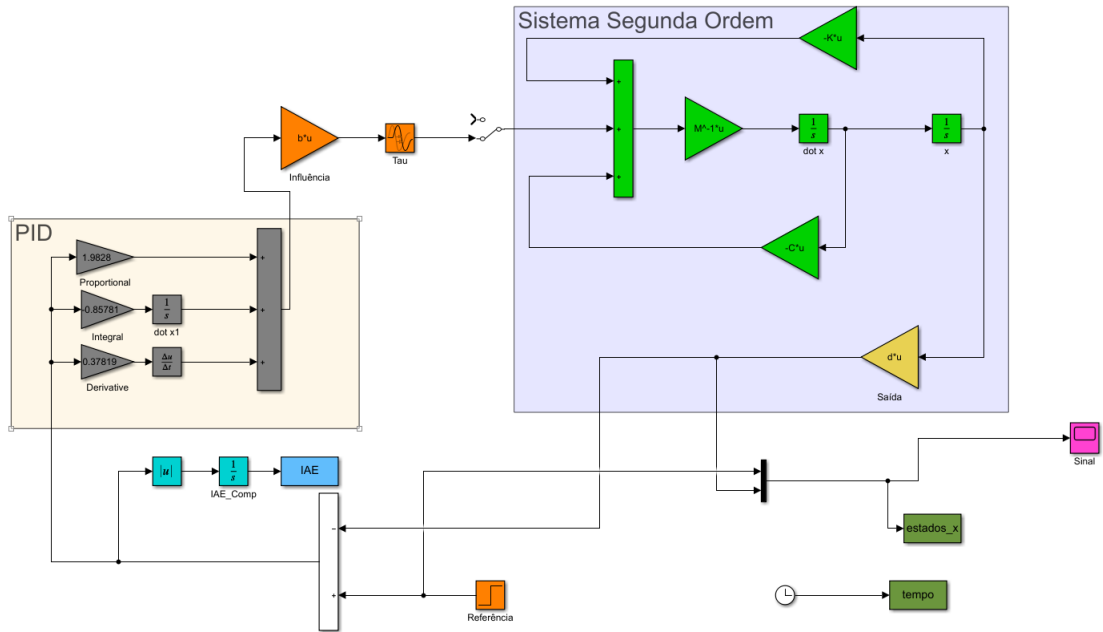 Sistema Segunda Ordem
-K*u
+
+
+
M^-1*u
1
s
dot x
1
s
x
b*u
Influência
Tau
-C*u
PID
1.9828
Proportional
-0.85781
Integral
1
s
dot x1
0.37819
Derivative
Δu
Δt
+
+
+
d*u
Saída
|u|
1
s
IAE_Comp
IAE
−
+
Referência
Sinal
estados_x
tempo